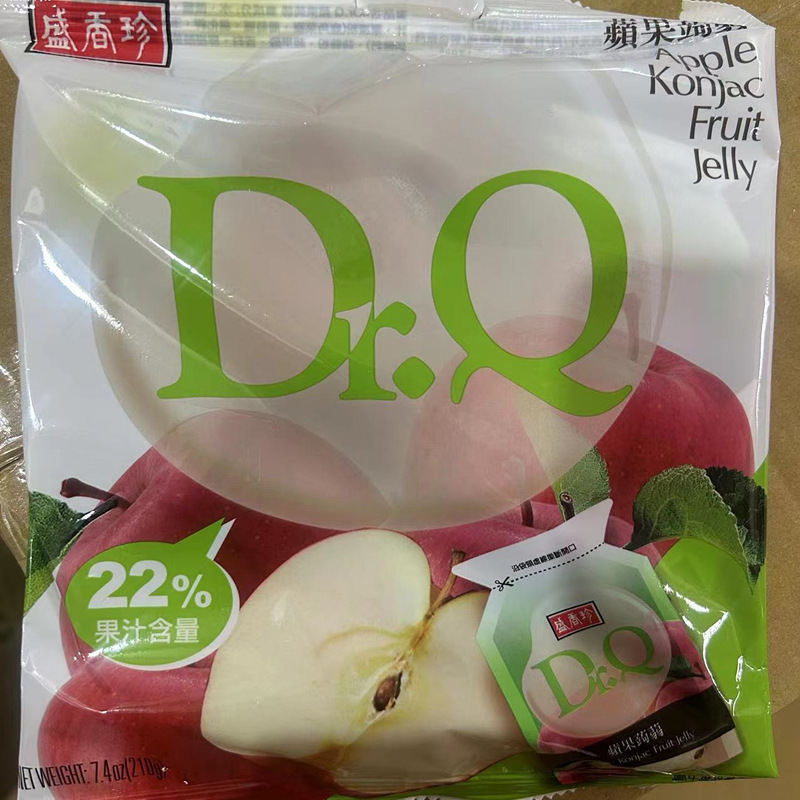 盛香珍
蘋果蒟蒻
Apple
Konjac
Fruit
Jelly
Dr.Q
22%
果汁含量
盛香珍
Dr.Q
蘋果蒟蒻
Konjac Fruit Jelly
ET WEIGHT: 7.4oz(210g)